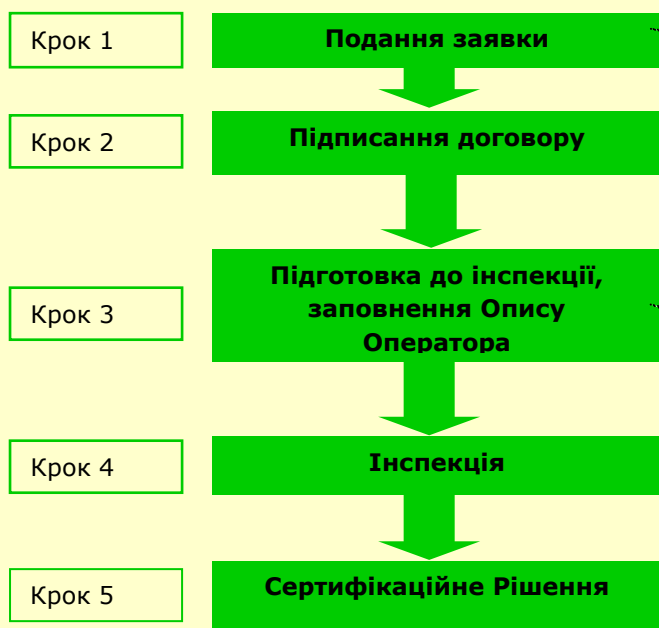 Крок 1
Подання заявки
Крок 2
Підписання договору
Крок 3
Підготовка до інспекції,
заповнення Опису
Оператора
Крок 4
Інспекція
Крок 5
Сертифікаційне Рішення